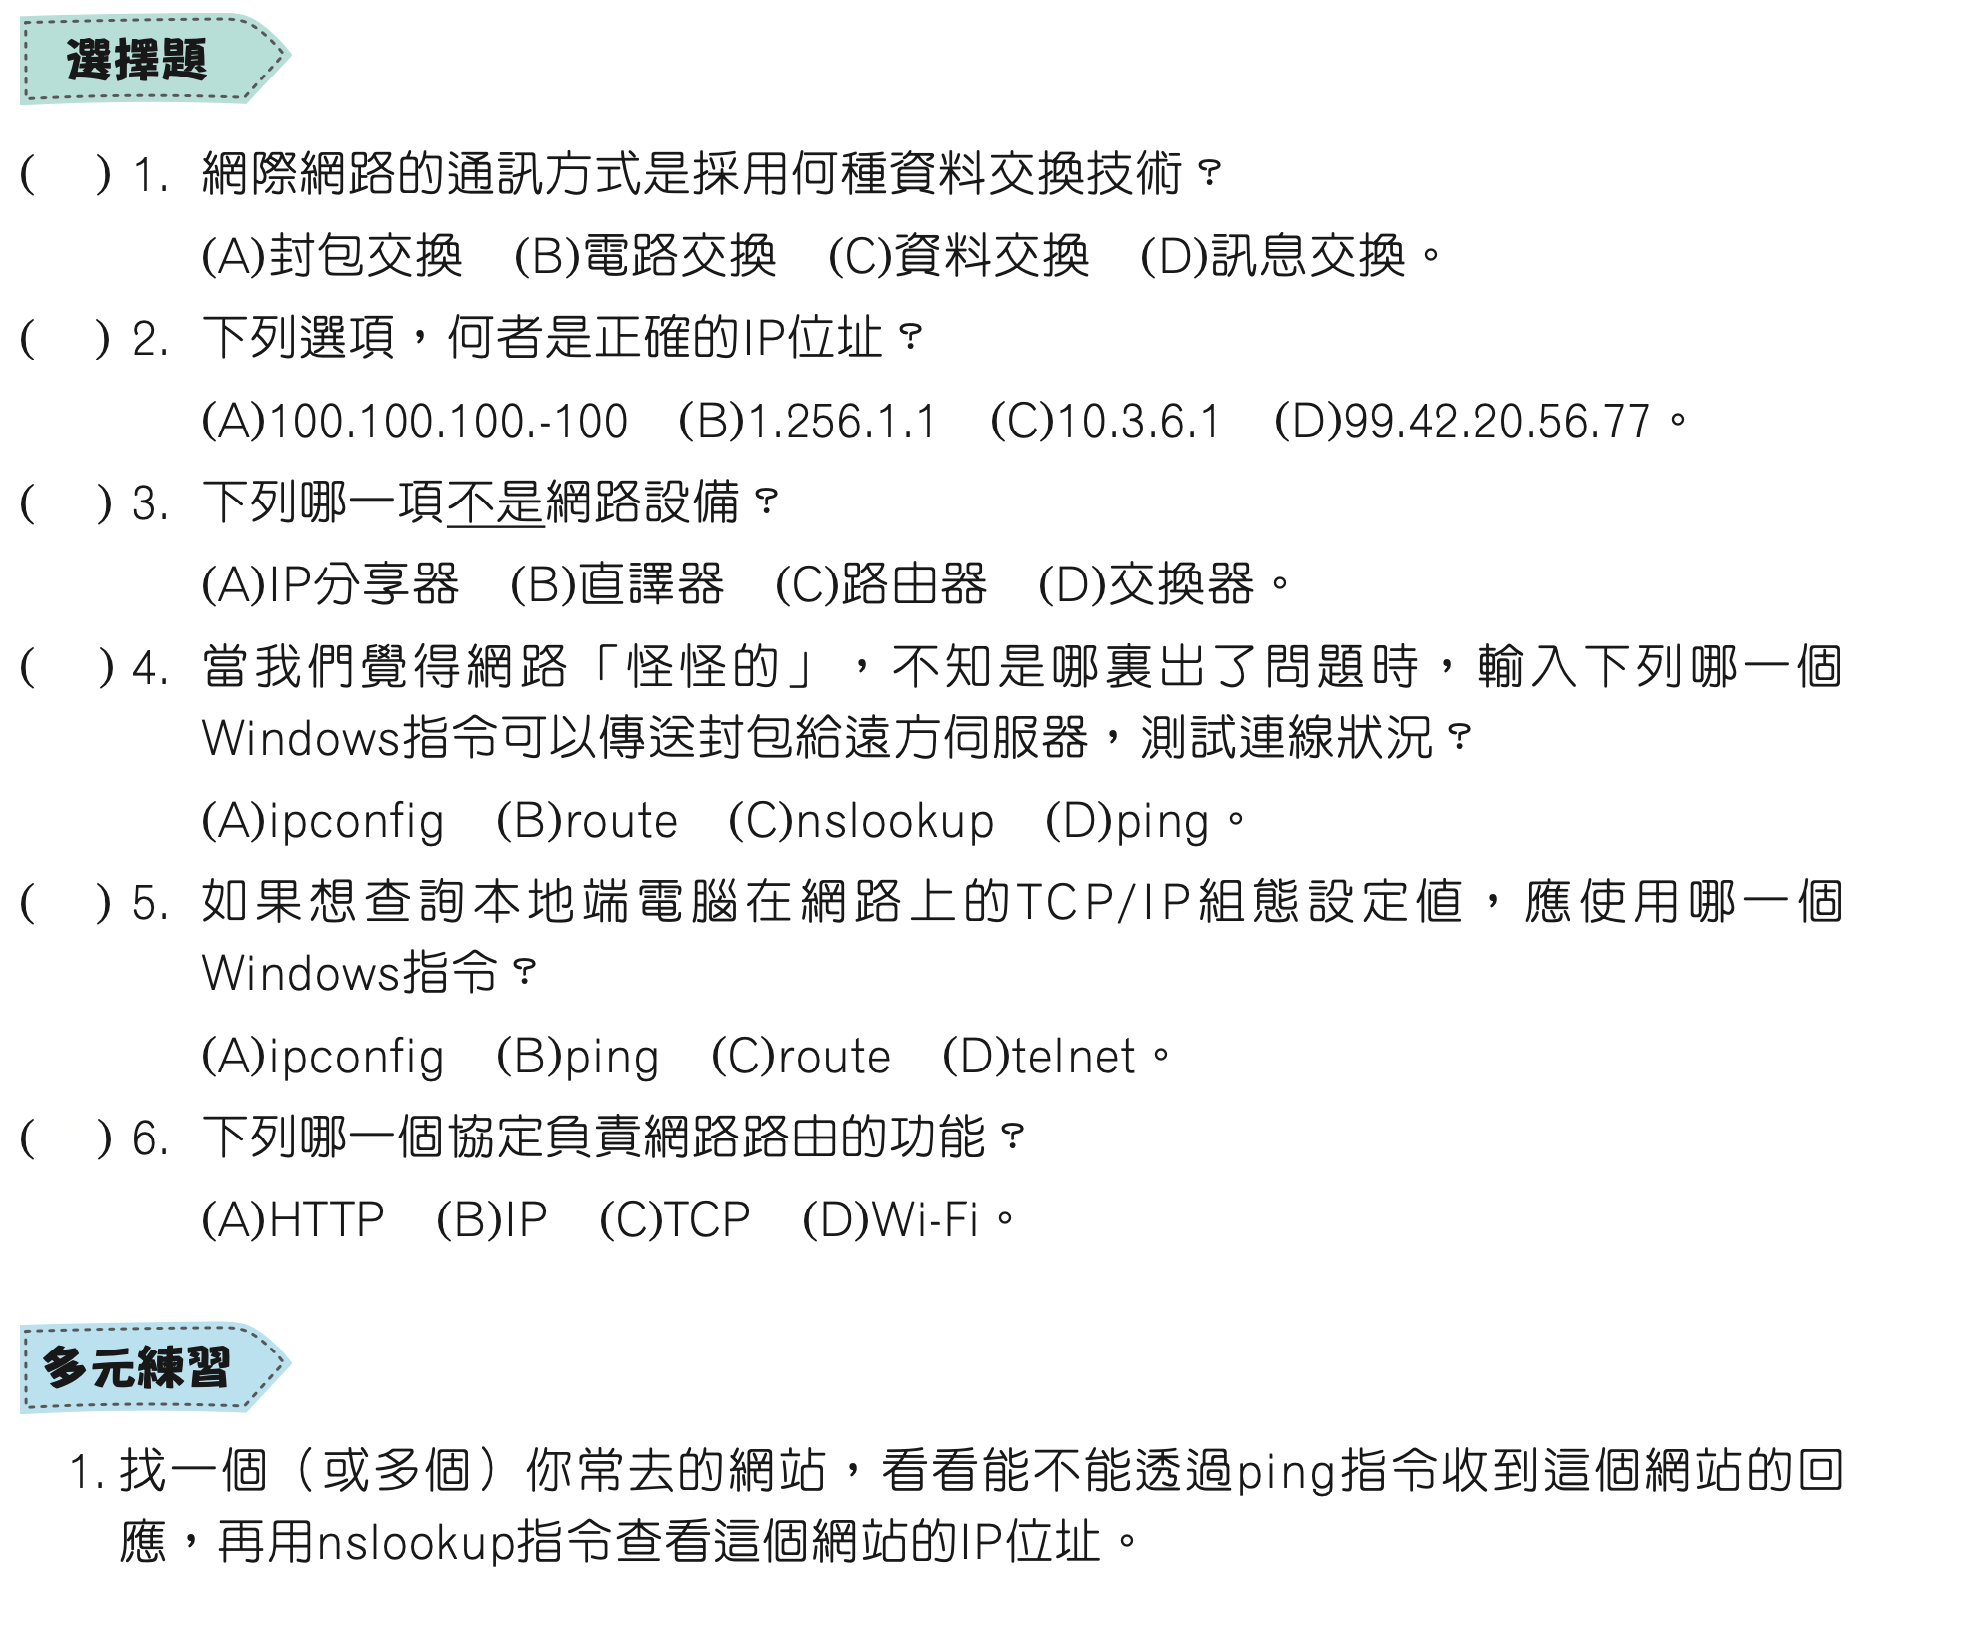 選擇題
(　) 1. 網際網路的通訊方式是採用何種資料交換技術？
(A)封包交換　(B)電路交換　(C)資料交換　(D)訊息交換。
(　) 2. 下列選項，何者是正確的IP位址？
(A)100.100.100.-100　(B)1.256.1.1　(C)10.3.6.1　(D)99.42.20.56.77。
(　) 3. 下列哪一項不是網路設備？
(A)IP分享器　(B)直譯器　(C)路由器　(D)交換器。
(　) 4. 當我們覺得網路「怪怪的」，不知是哪裏出了問題時，輸入下列哪一個
Windows指令可以傳送封包給遠方伺服器，測試連線狀況？
(A)ipconfig　(B)route　(C)nslookup　(D)ping。
(　) 5. 如果想查詢本地端電腦在網路上的TCP/IP組態設定值，應使用哪一個
Windows指令？
(A)ipconfig　(B)ping　(C)route　(D)telnet。
(　) 6. 下列哪一個協定負責網路路由的功能？
(A)HTTP　(B)IP　(C)TCP　(D)Wi-Fi。
多元練習
1. 找一個（或多個）你常去的網站，看看能不能透過ping指令收到這個網站的回
應，再用nslookup指令查看這個網站的IP位址。